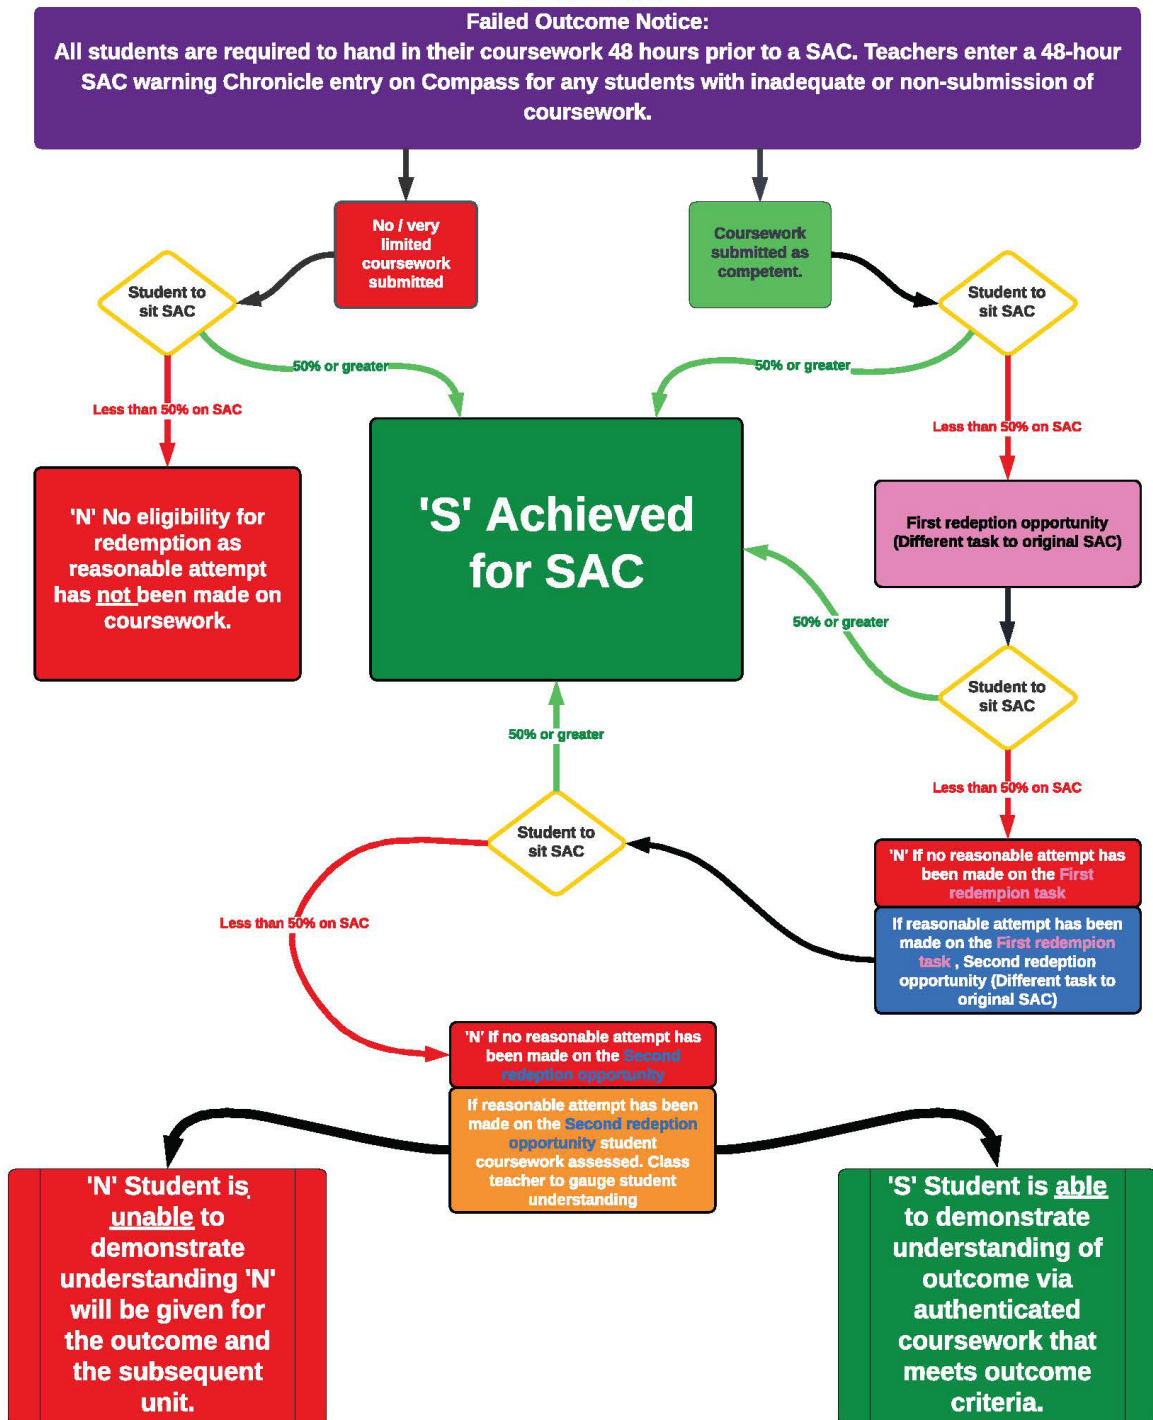 Failed Outcome Notice:
All students are required to hand in their coursework 48 hours prior to a SAC. Teachers enter a 48-hour
SAC warning Chronicle entry on Compass for any students with inadequate or non-submission of
coursework.
No / very
limited
coursework
submitted
Coursework
submitted as
competent.
Student to
sit SAC
Student to
sit SAC
50% or greater
50% or greater
Less than 50% on SAC
Less than 50% on SAC
'N' No eligibility for
redemption as
reasonable attempt
has not been made on
coursework.
'S' Achieved
for SAC
First redeption opportunity
(Different task to original SAC)
50% or greater
Student to
sit SAC
50% or greater
Less than 50% on SAC
Student to
sit SAC
'N' If no reasonable attempt has
been made on the First
redempion task
If reasonable attempt has been
made on the First redempion
task , Second redeption
opportunity (Different task to
original SAC)
Less than 50% on SAC
'N' If no reasonable attempt has
been made on the Second
redeption opportunity
If reasonable attempt has been
made on the Second redeption
opportunity student
coursework assessed. Class
teacher to gauge student
understanding
'N' Student is
unable to
demonstrate
understanding 'N'
will be given for
the outcome and
the subsequent
unit.
'S' Student is able
to demonstrate
understanding of
outcome via
authenticated
coursework that
meets outcome
criteria.